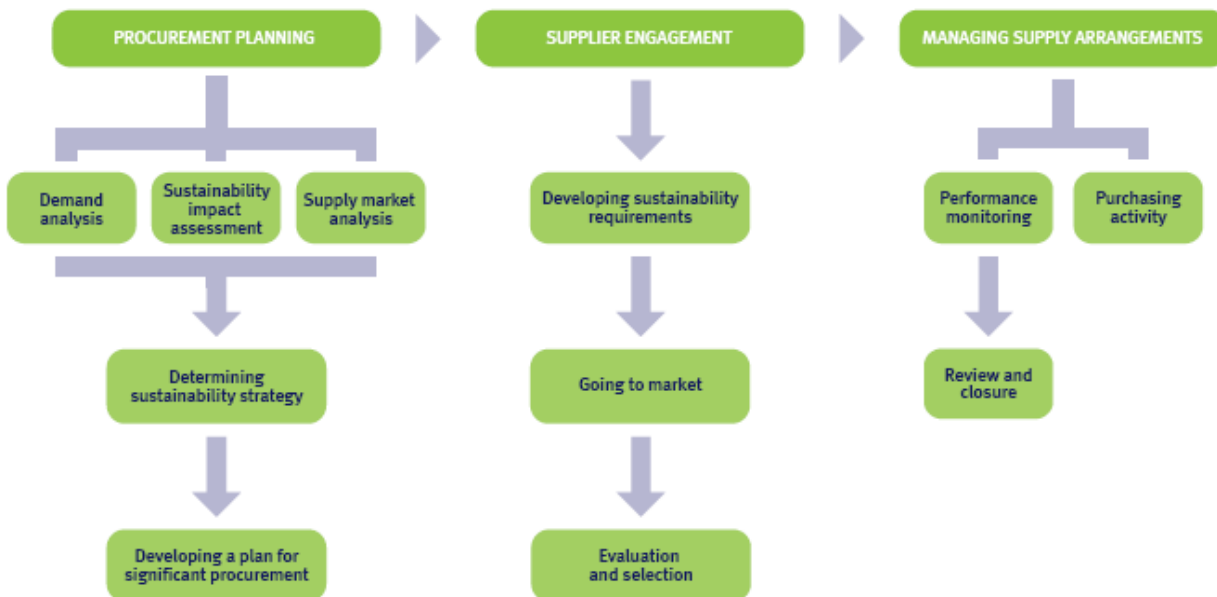 PROCUREMENT PLANNING
SUPPLIER ENGAGEMENT
MANAGING SUPPLY ARRANGEMENTS
Demand
analysis
Sustainability
impact
assessment
Supply market
analysis
Developing sustainability
requirements
Performance
monitoring
Purchasing
activity
Determining
sustainability strategy
Going to market
Review and
closure
Developing a plan for
significant procurement
Evaluation
and selection